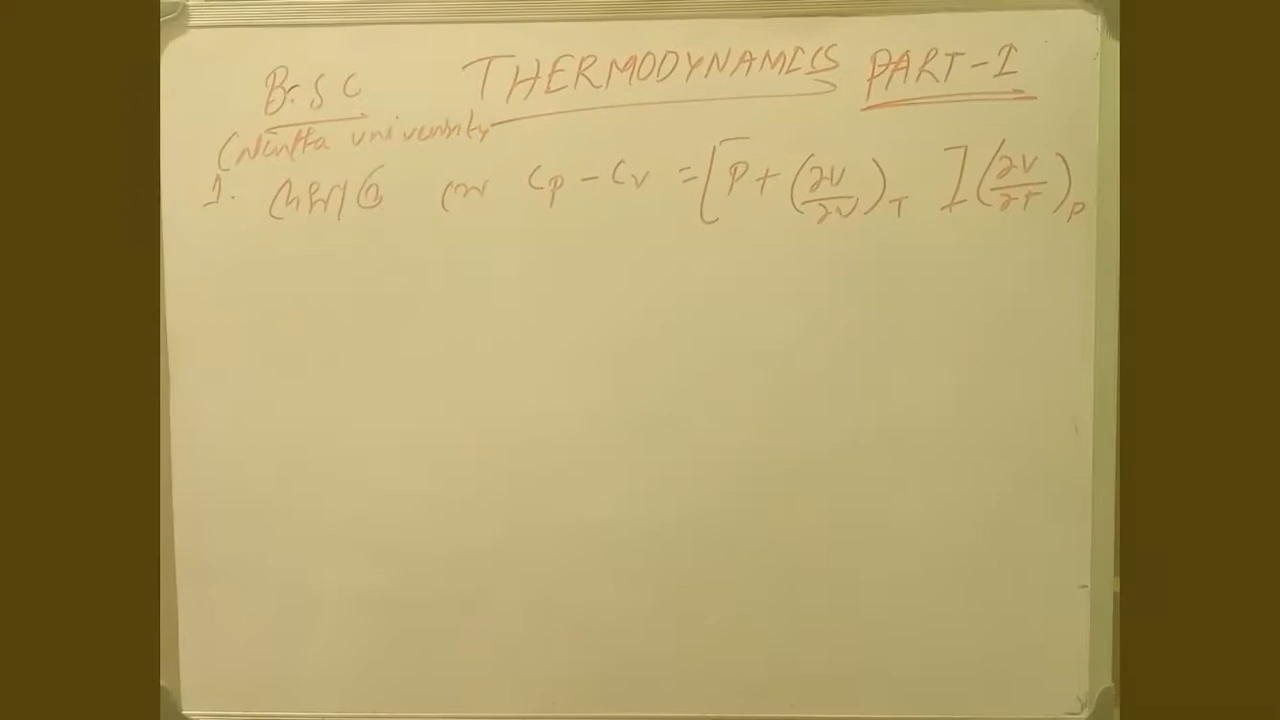 B.SC THERMODYNAMICS PART-I
Calcutta university
1. দেখাও যে Cp - Cv = [P + (∂U/∂V)T ] (∂V/∂T)P